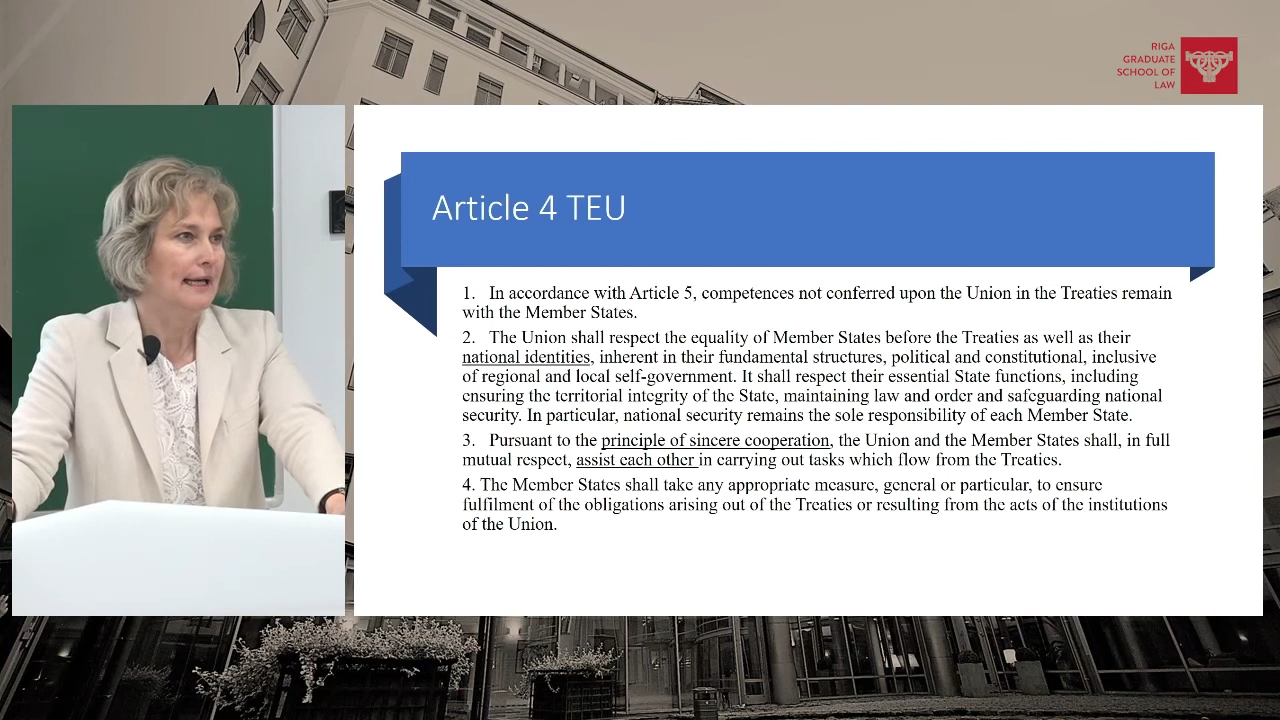 RIGA
GRADUATE
SCHOOL OF
LAW
Article 4 TEU
1. In accordance with Article 5, competences not conferred upon the Union in the Treaties remain
with the Member States.
2. The Union shall respect the equality of Member States before the Treaties as well as their
national identities, inherent in their fundamental structures, political and constitutional, inclusive
of regional and local self-government. It shall respect their essential State functions, including
ensuring the territorial integrity of the State, maintaining law and order and safeguarding national
security. In particular, national security remains the sole responsibility of each Member State.
3. Pursuant to the principle of sincere cooperation, the Union and the Member States shall, in full
mutual respect, assist each other in carrying out tasks which flow from the Treaties.
4. The Member States shall take any appropriate measure, general or particular, to ensure
fulfilment of the obligations arising out of the Treaties or resulting from the acts of the institutions
of the Union.